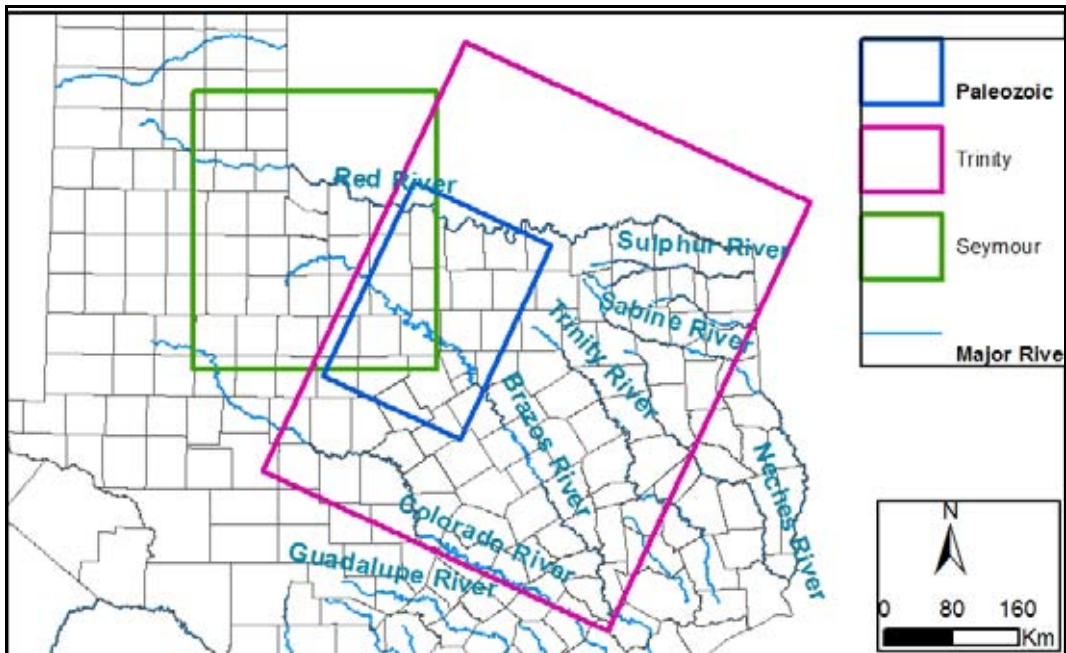 Paleozoic
Trinity
Seymour
Major Rive
Red River
Sulphur River
Sabine River
Trinity River
Brazos River
Neches River
Colorado River
Guadalupe River
N
0 80 160
Km